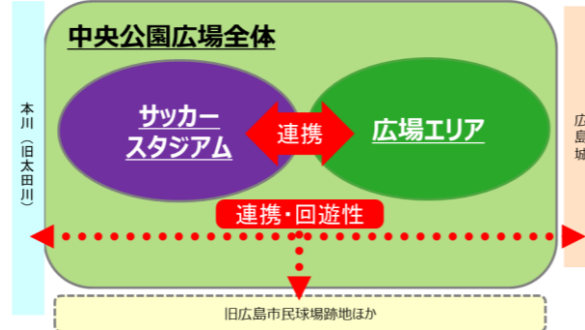 中央公園広場全体
サッカー
スタジアム
連携
広場エリア
本川（旧太田川）
広島城
連携・回遊性
旧広島市民球場跡地ほか